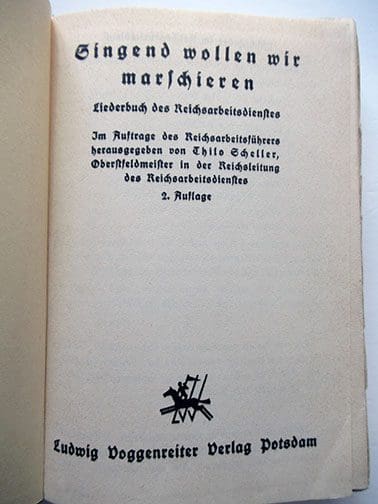 Singend wollen wir
marschieren
Liederbuch des Reichsarbeitsdienstes
Im Auftrage des Reichsarbeitsführers
herausgegeben von Thilo Scheller,
Oberstfeldmeister in der Reichsleitung
des Reichsarbeitsdienstes
2. Auflage
LVV
Ludwig Voggenreiter Verlag Potsdam